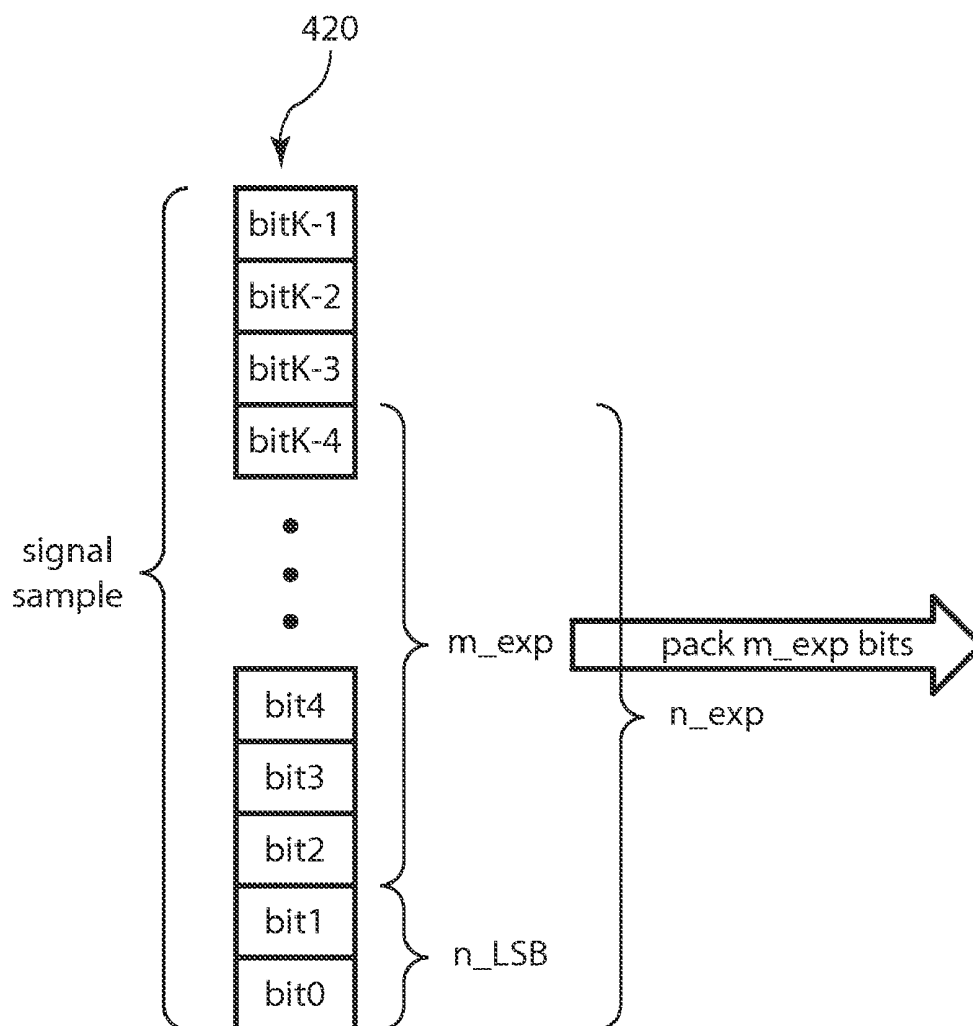 420
bitK-1
bitK-2
bitK-3
bitK-4
signal
sample
m_exp
pack m_exp bits
n_exp
bit4
bit3
bit2
bit1
n_LSB
bit0